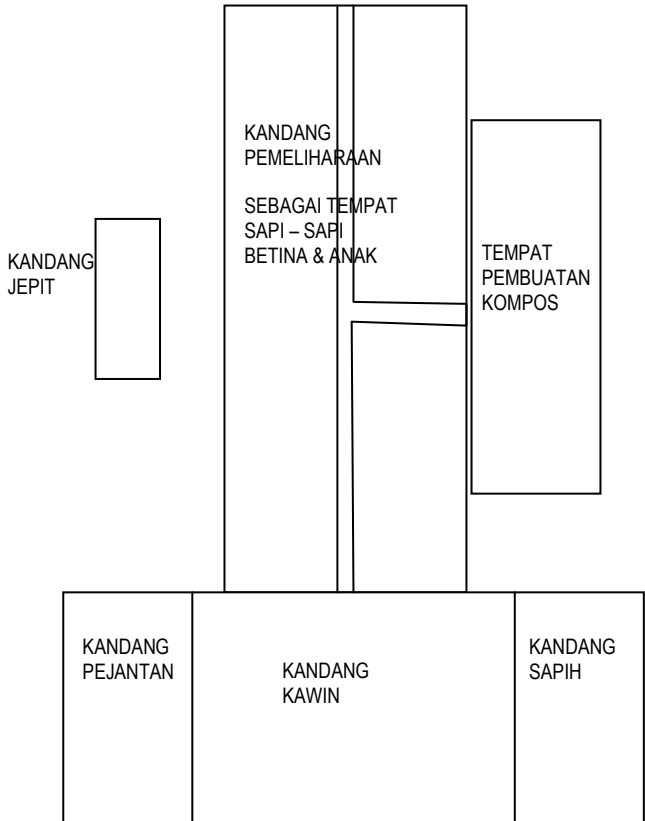 KANDANG
PEMELIHARAAN
SEBAGAI TEMPAT
SAPI – SAPI
BETINA & ANAK
KANDANG
JEPIT
TEMPAT
PEMBUATAN
KOMPOS
KANDANG
PEJANTAN
KANDANG
KAWIN
KANDANG
SAPIH